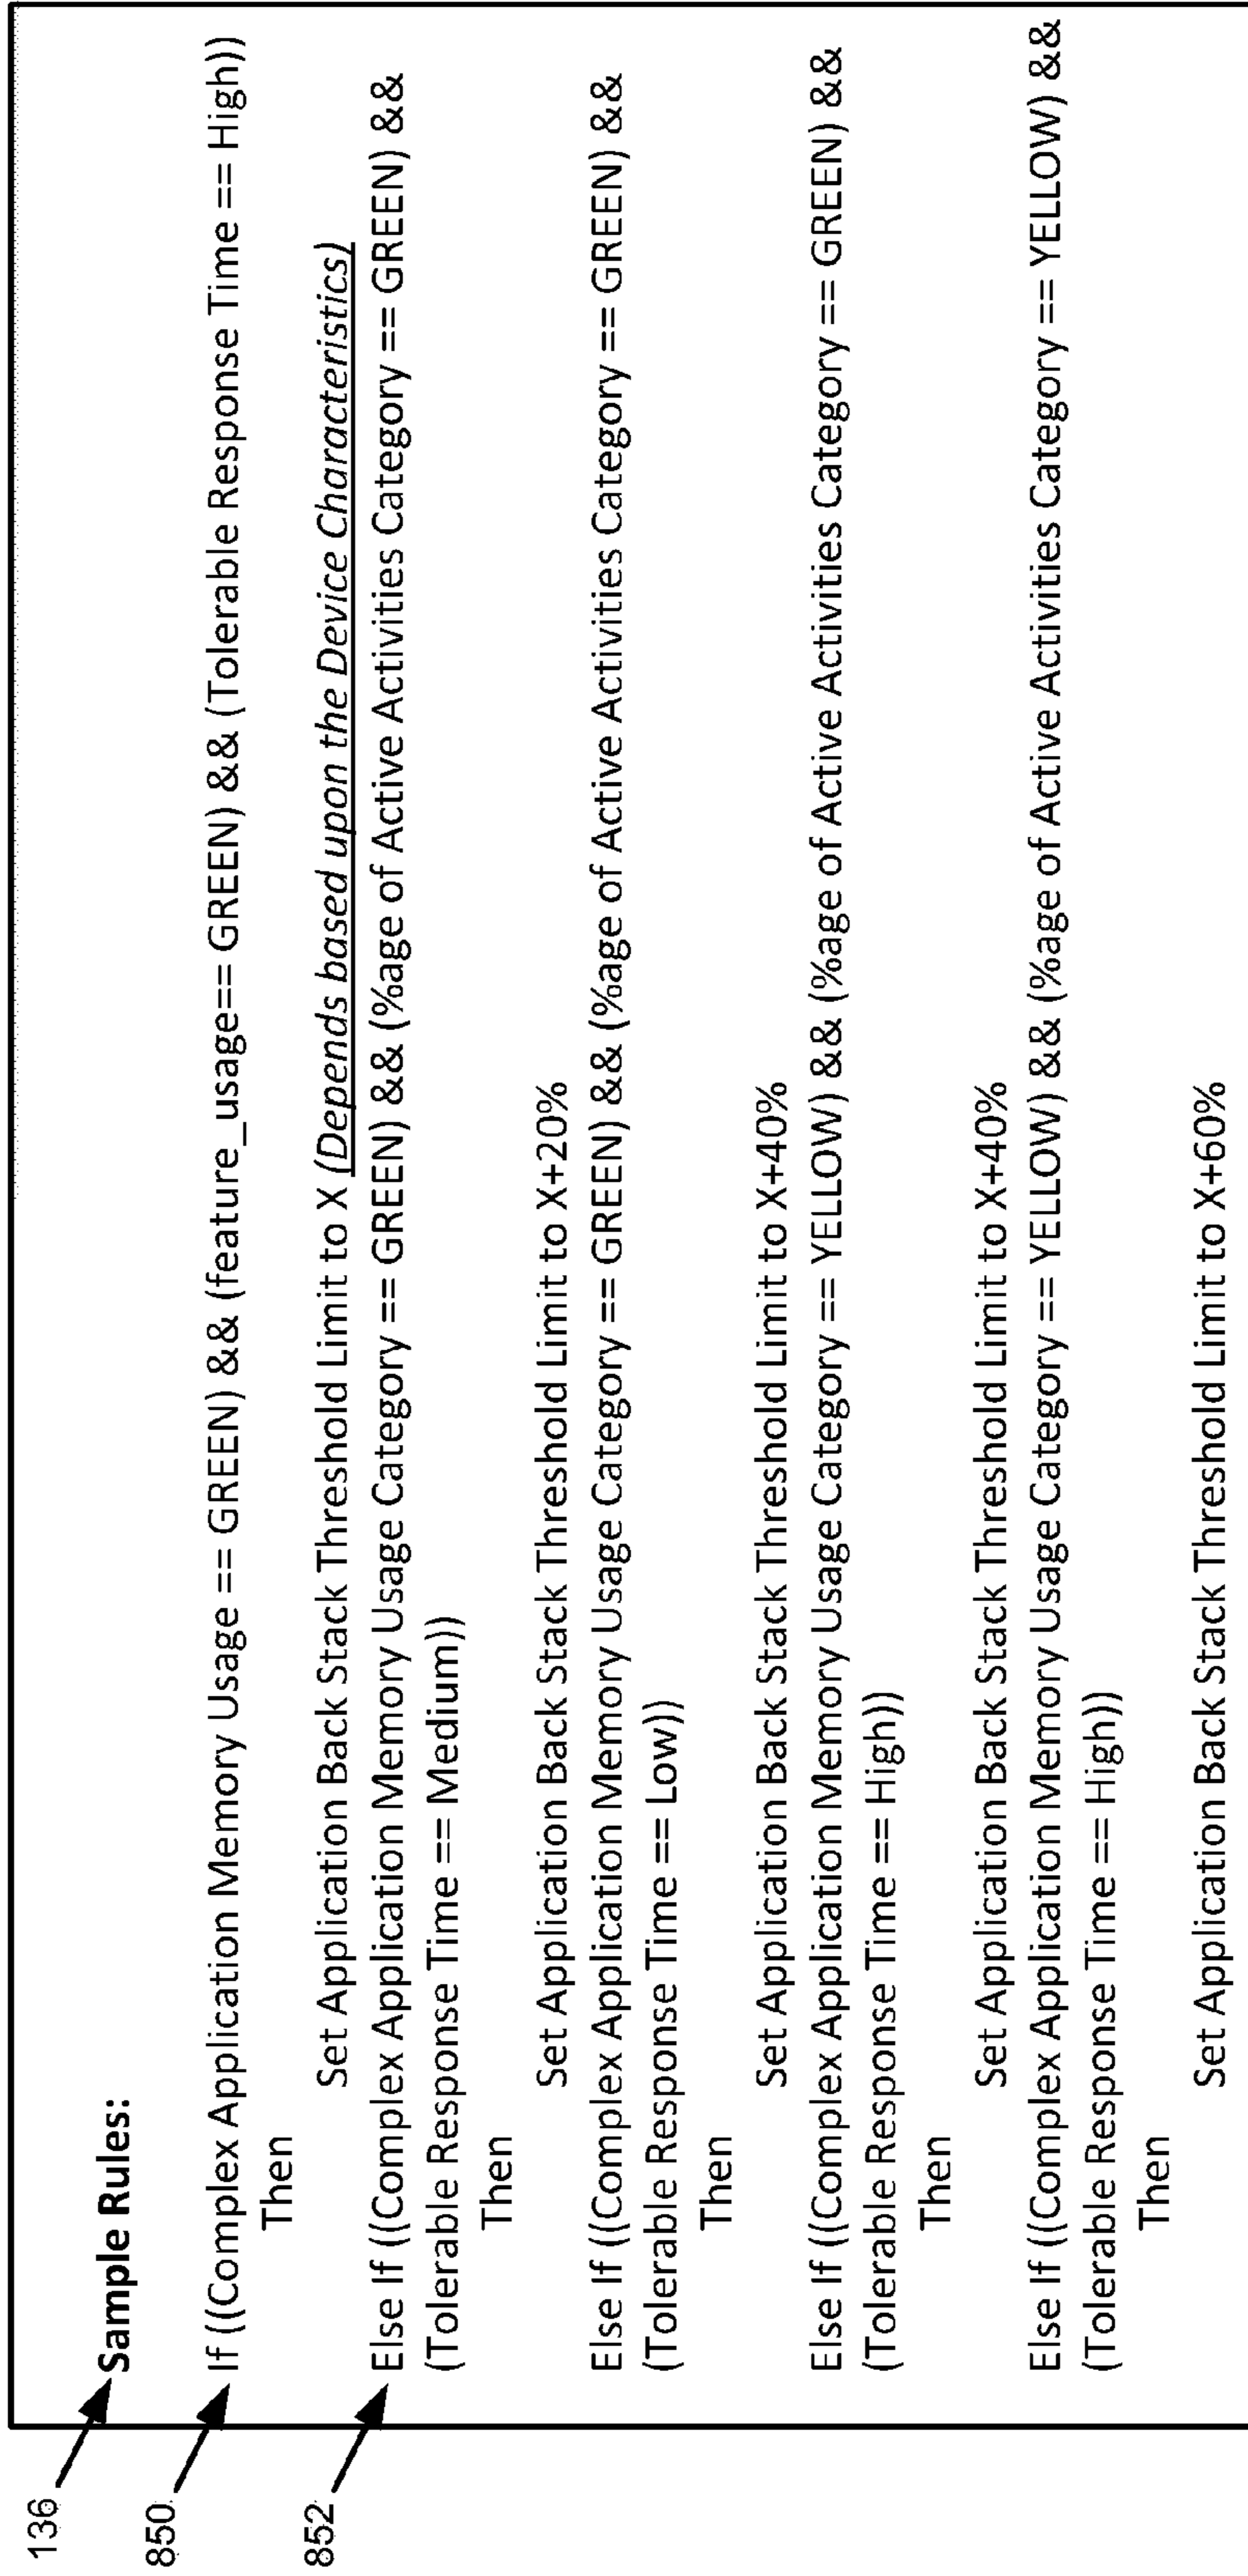 136
Sample Rules:
850
If ((Complex Application Memory Usage == GREEN) && (feature_usage== GREEN) && (Tolerable Response Time == High))
Then
Set Application Back Stack Threshold Limit to X (Depends based upon the Device Characteristics)
852
Else If ((Complex Application Memory Usage Category == GREEN) && (%age of Active Activities Category == GREEN) &&
(Tolerable Response Time == Medium))
Then
Set Application Back Stack Threshold Limit to X+20%
Else If ((Complex Application Memory Usage Category == GREEN) && (%age of Active Activities Category == GREEN) &&
(Tolerable Response Time == Low))
Then
Set Application Back Stack Threshold Limit to X+40%
Else If ((Complex Application Memory Usage Category == YELLOW) && (%age of Active Activities Category == GREEN) &&
(Tolerable Response Time == High))
Then
Set Application Back Stack Threshold Limit to X+40%
Else If ((Complex Application Memory Usage Category == YELLOW) && (%age of Active Activities Category == YELLOW) &&
(Tolerable Response Time == High))
Then
Set Application Back Stack Threshold Limit to X+60%